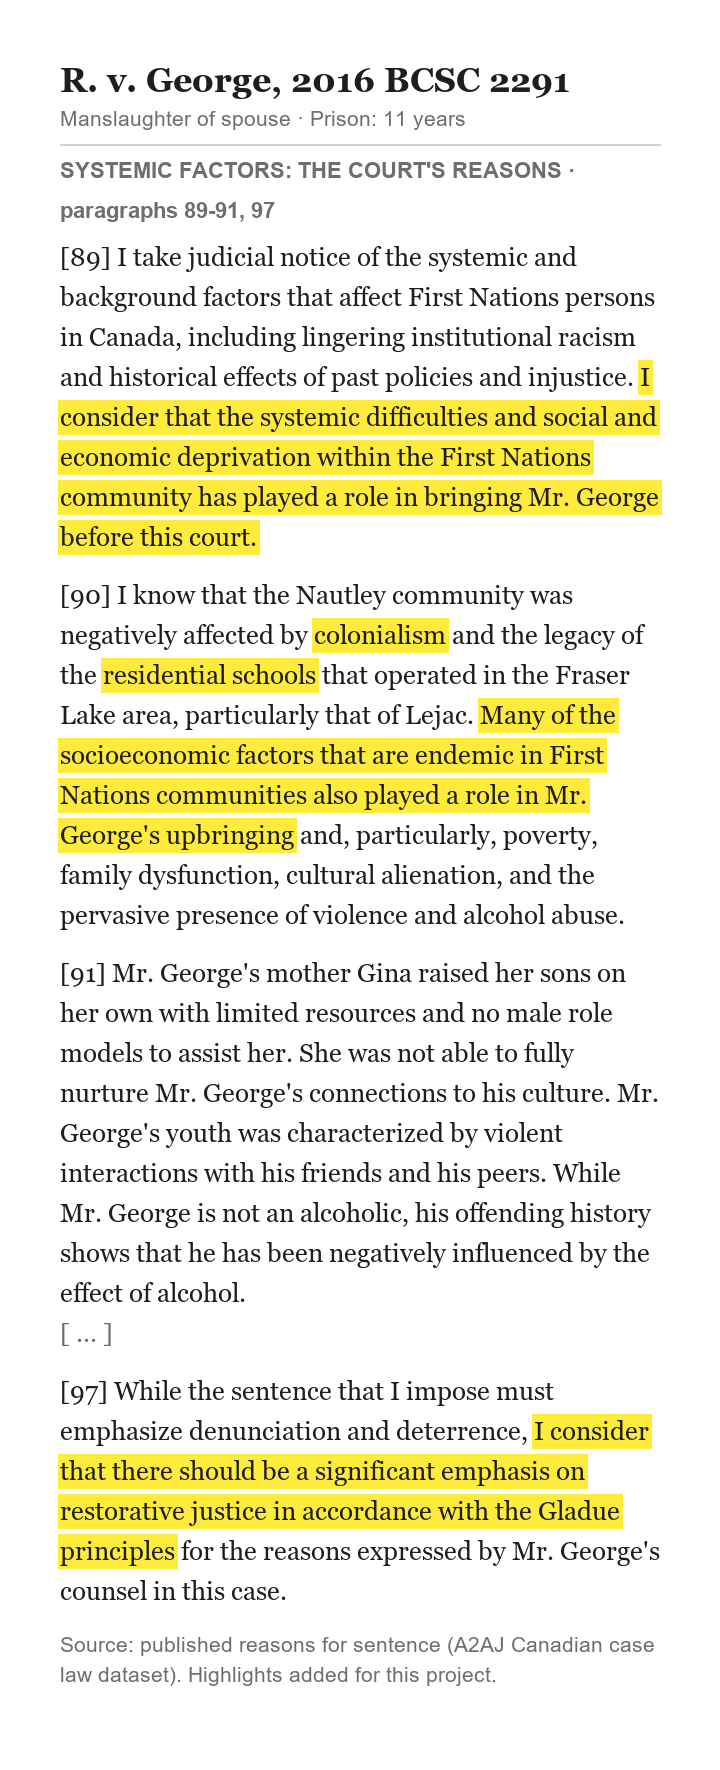 R. v. George, 2016 BCSC 2291
Manslaughter of spouse · Prison: 11 years
SYSTEMIC FACTORS: THE COURT'S REASONS ·
paragraphs 89-91, 97
[89] I take judicial notice of the systemic and
background factors that affect First Nations persons
in Canada, including lingering institutional racism
and historical effects of past policies and injustice. I
consider that the systemic difficulties and social and
economic deprivation within the First Nations
community has played a role in bringing Mr. George
before this court.
[90] I know that the Nautley community was
negatively affected by colonialism and the legacy of
the residential schools that operated in the Fraser
Lake area, particularly that of Lejac. Many of the
socioeconomic factors that are endemic in First
Nations communities also played a role in Mr.
George's upbringing and, particularly, poverty,
family dysfunction, cultural alienation, and the
pervasive presence of violence and alcohol abuse.
[91] Mr. George's mother Gina raised her sons on
her own with limited resources and no male role
models to assist her. She was not able to fully
nurture Mr. George's connections to his culture. Mr.
George's youth was characterized by violent
interactions with his friends and his peers. While
Mr. George is not an alcoholic, his offending history
shows that he has been negatively influenced by the
effect of alcohol.
[ ... ]
[97] While the sentence that I impose must
emphasize denunciation and deterrence, I consider
that there should be a significant emphasis on
restorative justice in accordance with the Gladue
principles for the reasons expressed by Mr. George's
counsel in this case.
Source: published reasons for sentence (A2AJ Canadian case
law dataset). Highlights added for this project.